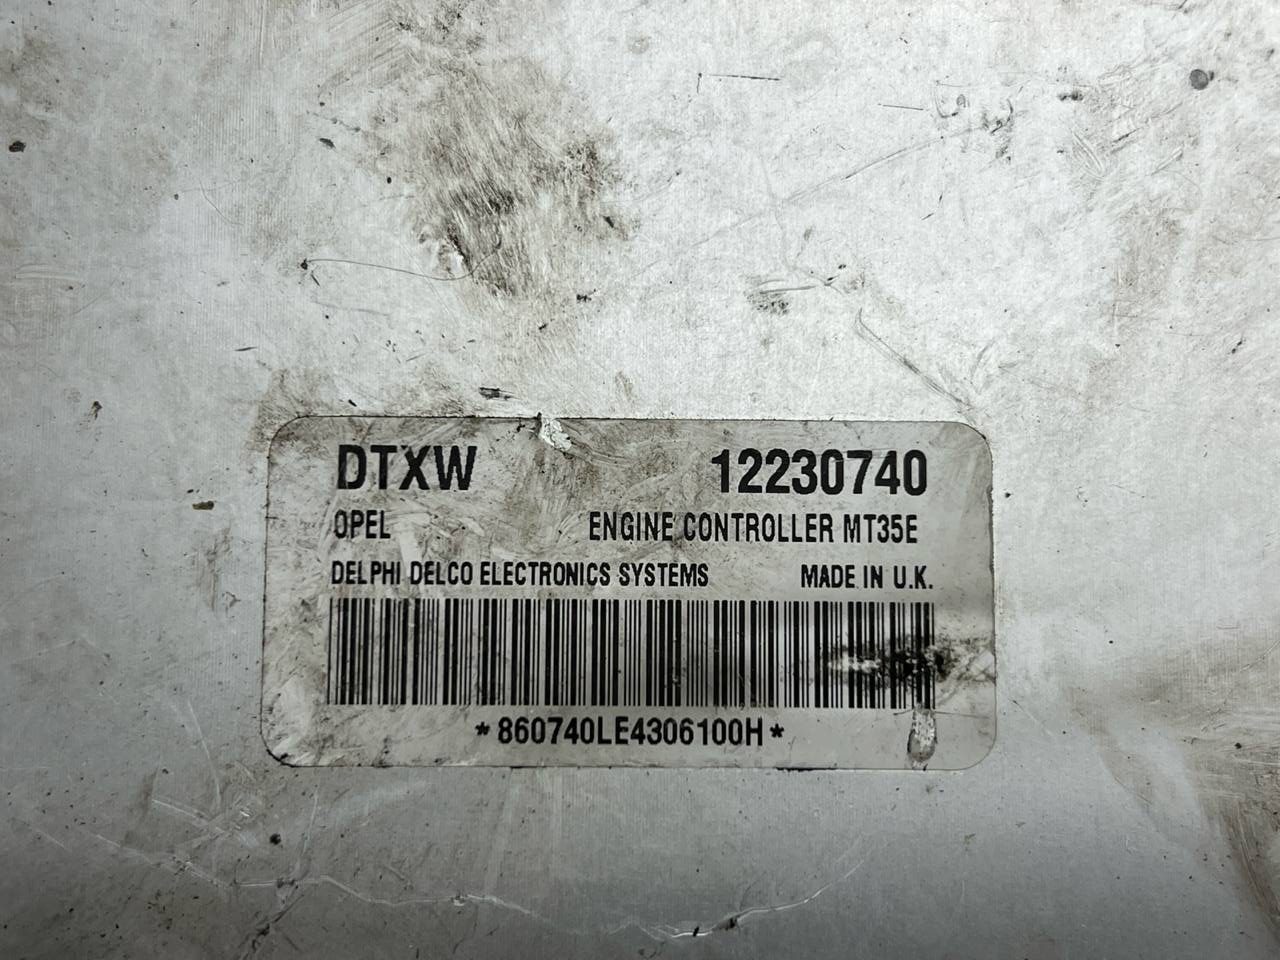 DTXW 12230740
OPEL ENGINE CONTROLLER MT35E
DELPHI DELCO ELECTRONICS SYSTEMS MADE IN U.K.
*860740LE4306100H*